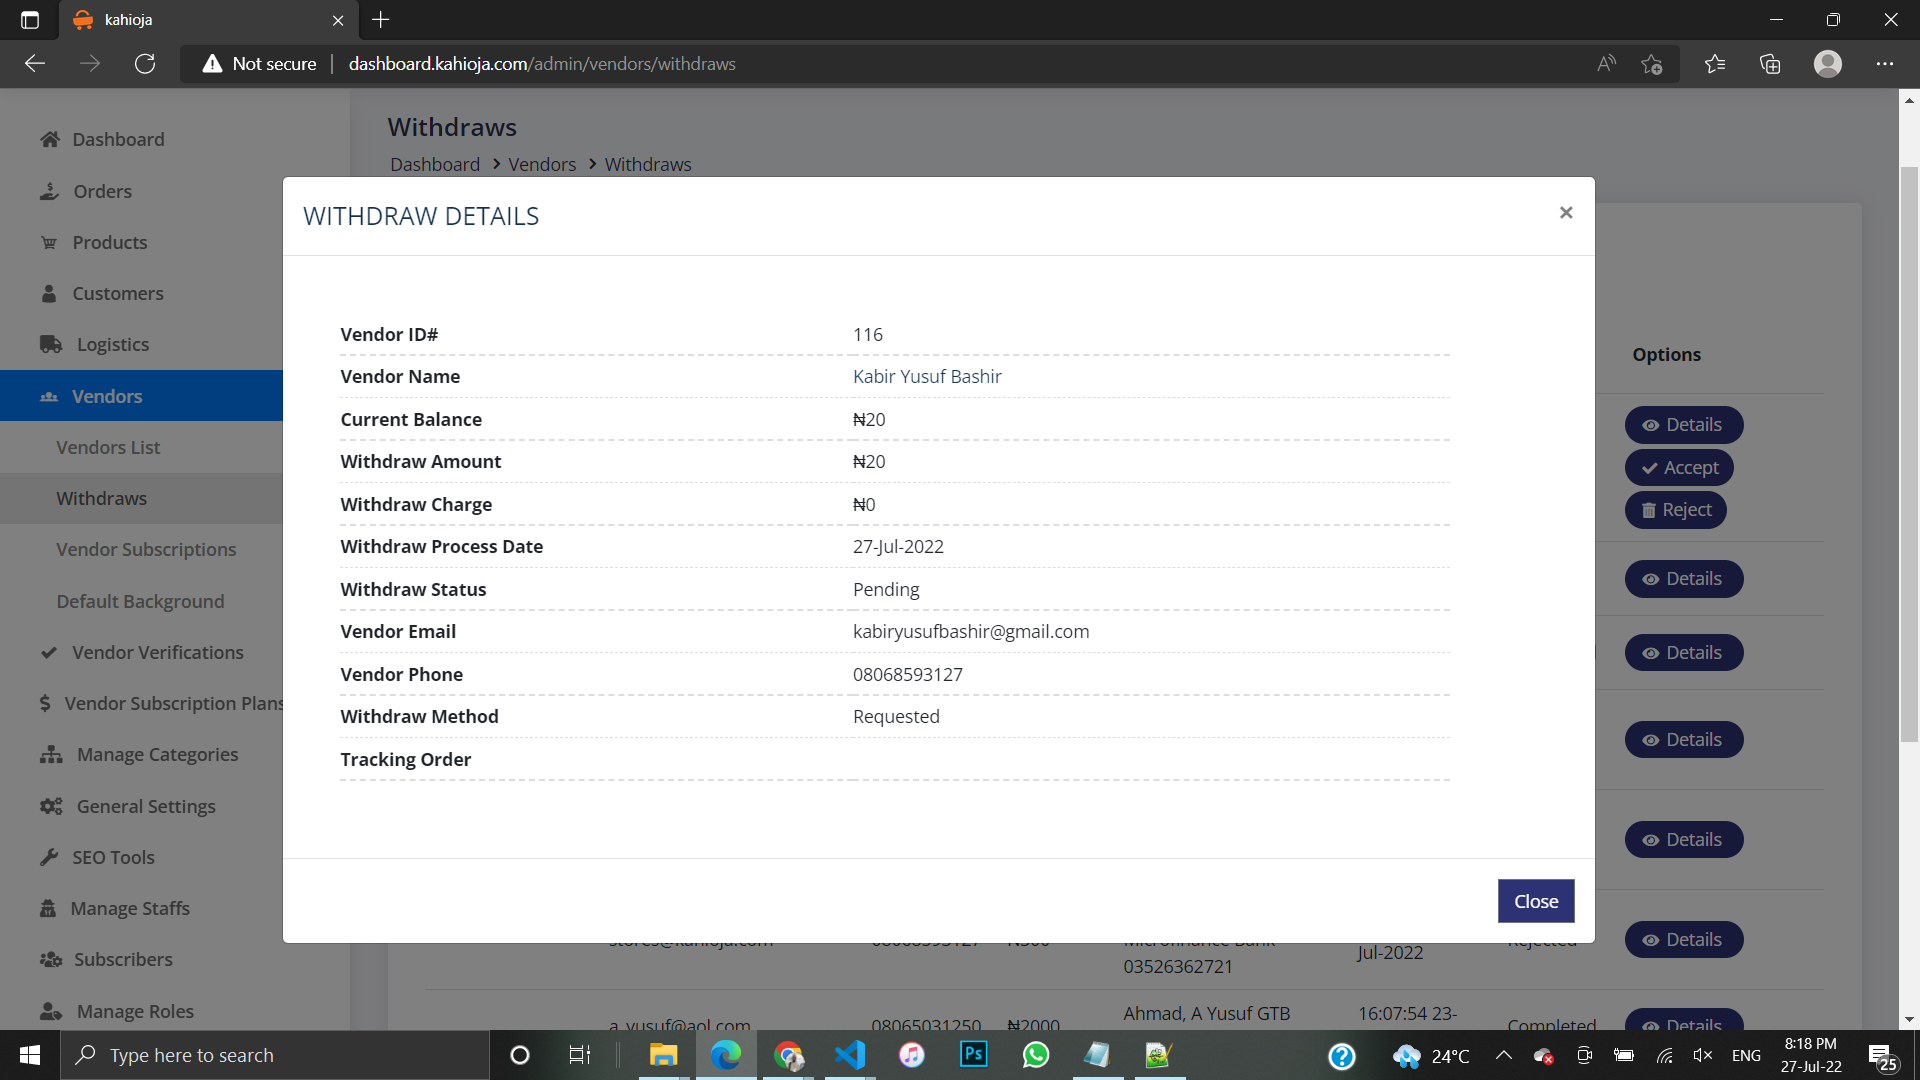 kahioja
Not secure
dashboard.kahioja.com/admin/vendors/withdraws
Dashboard
Orders
Products
Customers
Logistics
Vendors
Vendors List
Withdraws
Vendor Subscriptions
Default Background
Vendor Verifications
Vendor Subscription Plans
Manage Categories
General Settings
SEO Tools
Manage Staffs
Subscribers
Manage Roles
Withdraws
Dashboard > Vendors > Withdraws
WITHDRAW DETAILS
×
Vendor ID# 116
Vendor Name Kabir Yusuf Bashir
Current Balance ₦20
Withdraw Amount ₦20
Withdraw Charge ₦0
Withdraw Process Date 27-Jul-2022
Withdraw Status Pending
Vendor Email kabiryusufbashir@gmail.com
Vendor Phone 08068593127
Withdraw Method Requested
Tracking Order
Close
Options
Details
Accept
Reject
Details
Details
Details
Details
Details
Jul-2022
03526362721
Ahmad, A Yusuf GTB
16:07:54 23-
a_yusuf@aol.com 08065031250 ₦2000 Completed Details
Type here to search
Ps
24°C
ENG
8:18 PM
27-Jul-22
25